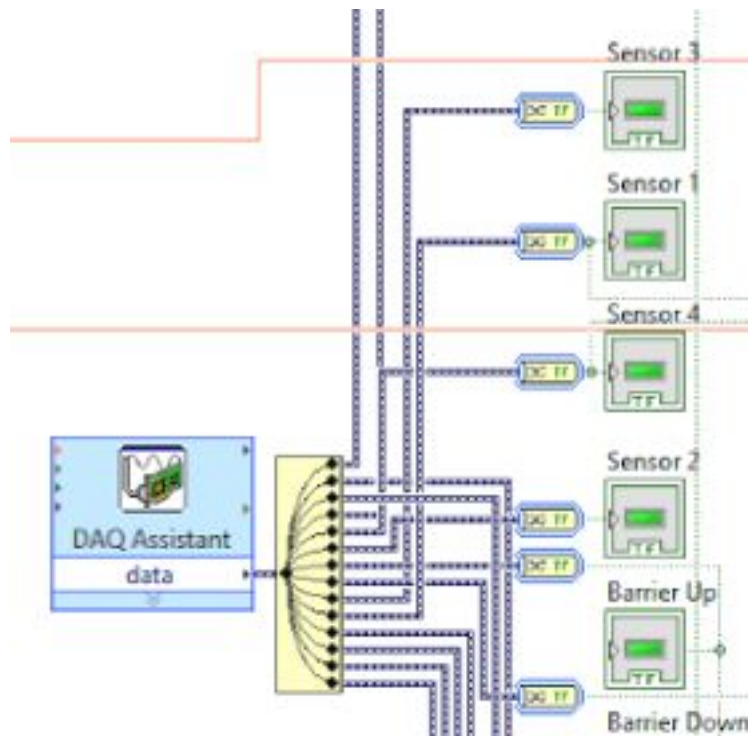 Sensor 3
Sensor 1
Sensor 4
Sensor 2
DAQ Assistant
data
Barrier Up
Barrier Down